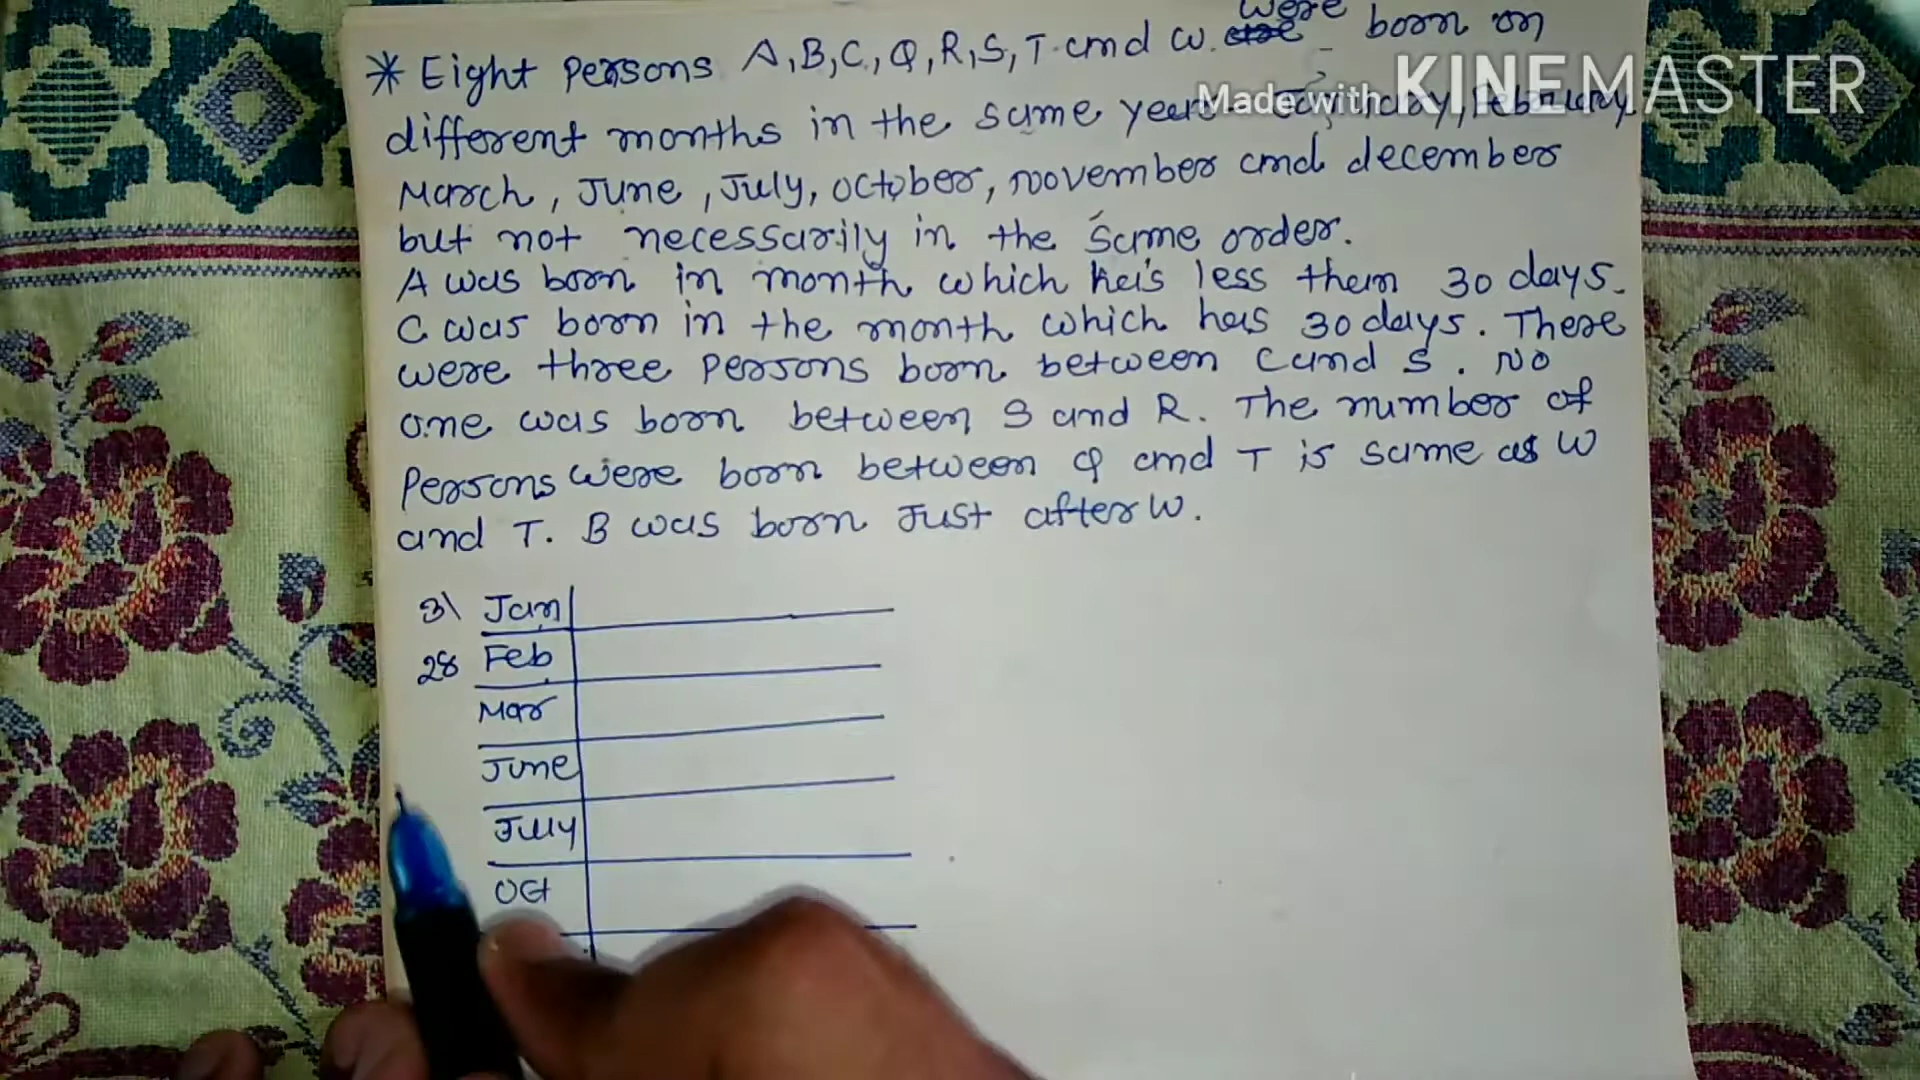 * Eight Persons A, B, C, Q, R, S, T and W. were born on
Made with KINEMASTER
different months in the same year January, February
March, June, July, October, november and december
but not necessarily in the same order.
A was born in month which has less then 30 days.
C was born in the month which has 30 days. There
were three persons born between C and S. No
one was born between S and R. The number of
Persons were born between Q and T is same as W
and T. B was born Just after W.
31 Jan
28 Feb
Mar
June
July
Oct